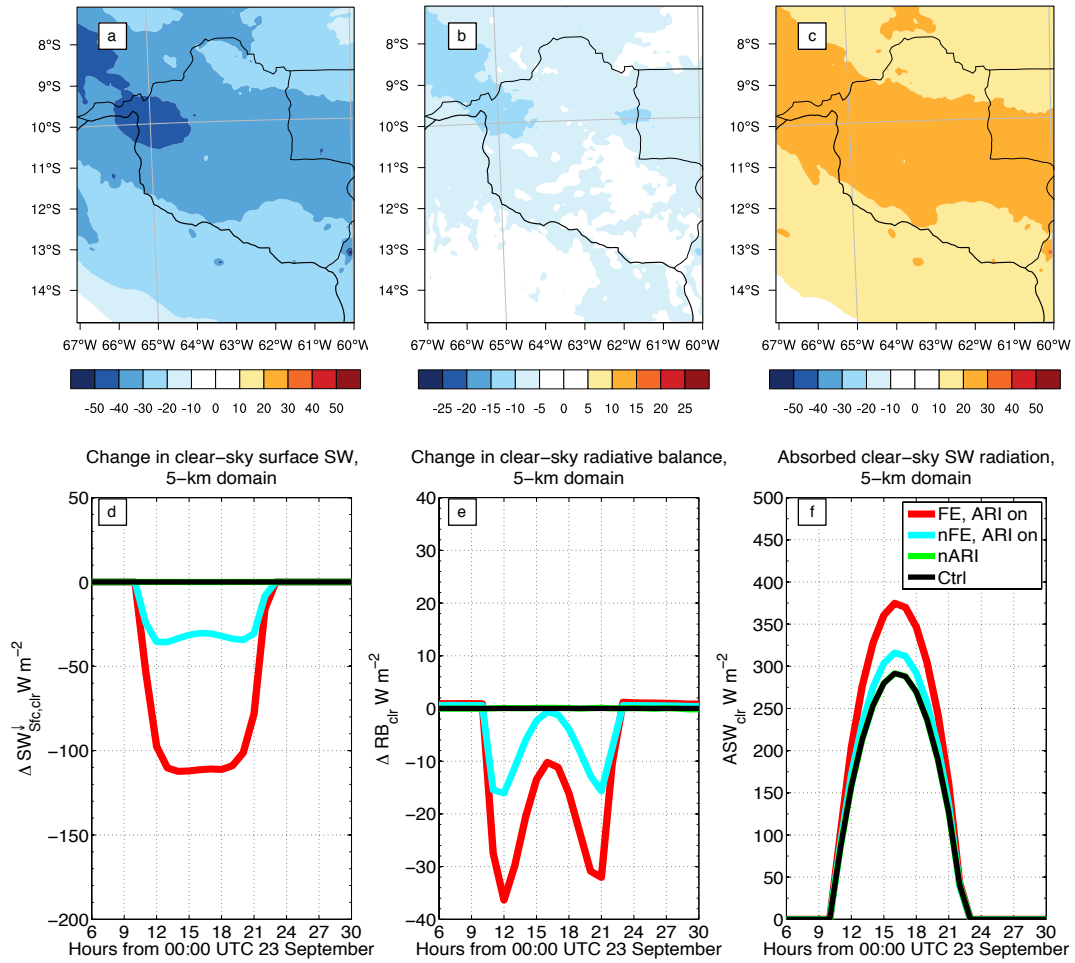 a
b
c
8°S
9°S
10°S
11°S
12°S
13°S
14°S
8°S
9°S
10°S
11°S
12°S
13°S
14°S
8°S
9°S
10°S
11°S
12°S
13°S
14°S
67°W 66°W 65°W 64°W 63°W 62°W 61°W 60°W
67°W 66°W 65°W 64°W 63°W 62°W 61°W 60°W
67°W 66°W 65°W 64°W 63°W 62°W 61°W 60°W
-50 -40 -30 -20 -10 0 10 20 30 40 50
-25 -20 -15 -10 -5 0 5 10 15 20 25
-50 -40 -30 -20 -10 0 10 20 30 40 50
Change in clear−sky surface SW,
5−km domain
Change in clear−sky radiative balance,
5−km domain
Absorbed clear−sky SW radiation,
5−km domain
d
50
0
−50
−100
−150
−200
Δ SW↓Sfc,clr W m−2
6 9 12 15 18 21 24 27 30
Hours from 00:00 UTC 23 September
e
40
30
20
10
0
−10
−20
−30
−40
Δ RBclr W m−2
6 9 12 15 18 21 24 27 30
Hours from 00:00 UTC 23 September
f
500
450
400
350
300
250
200
150
100
50
0
ASWclr W m−2
FE, ARI on
nFE, ARI on
nARI
Ctrl
6 9 12 15 18 21 24 27 30
Hours from 00:00 UTC 23 September